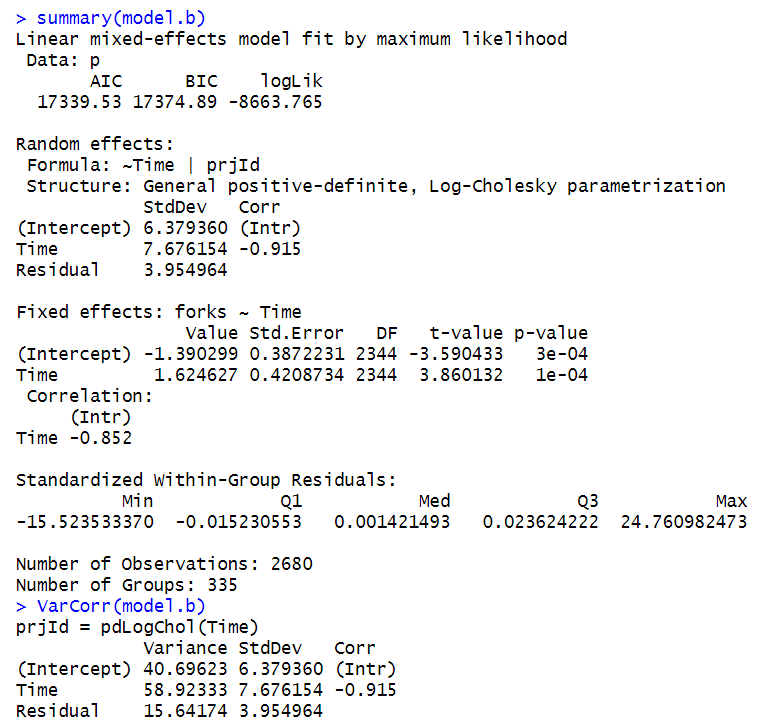 > summary(model.b)
Linear mixed-effects model fit by maximum likelihood
 Data: p
       AIC      BIC    logLik
  17339.53 17374.89 -8663.765

Random effects:
 Formula: ~Time | prjId
 Structure: General positive-definite, Log-Cholesky parametrization
            StdDev   Corr
(Intercept) 6.379360 (Intr)
Time        7.676154 -0.915
Residual    3.954964

Fixed effects: forks ~ Time
                Value Std.Error   DF   t-value p-value
(Intercept) -1.390299 0.3872231 2344 -3.590433   3e-04
Time         1.624627 0.4208734 2344  3.860132   1e-04
 Correlation:
     (Intr)
Time -0.852

Standardized Within-Group Residuals:
          Min            Q1           Med            Q3           Max
-15.523533370  -0.015230553   0.001421493   0.023624222  24.760982473

Number of Observations: 2680
Number of Groups: 335
> VarCorr(model.b)
prjId = pdLogChol(Time)
            Variance StdDev   Corr
(Intercept) 40.69623 6.379360 (Intr)
Time        58.92333 7.676154 -0.915
Residual    15.64174 3.954964